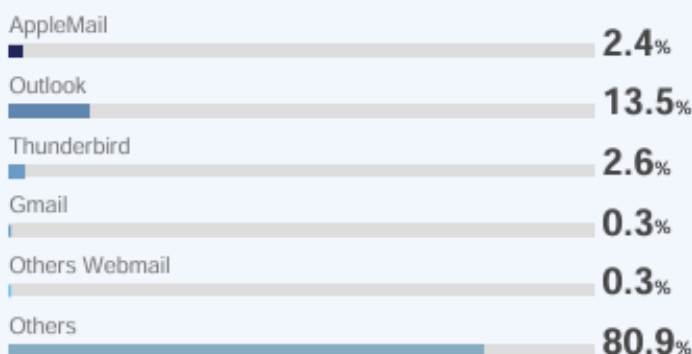 AppleMail
2.4%
Outlook
13.5%
Thunderbird
2.6%
Gmail
0.3%
Others Webmail
0.3%
Others
80.9%